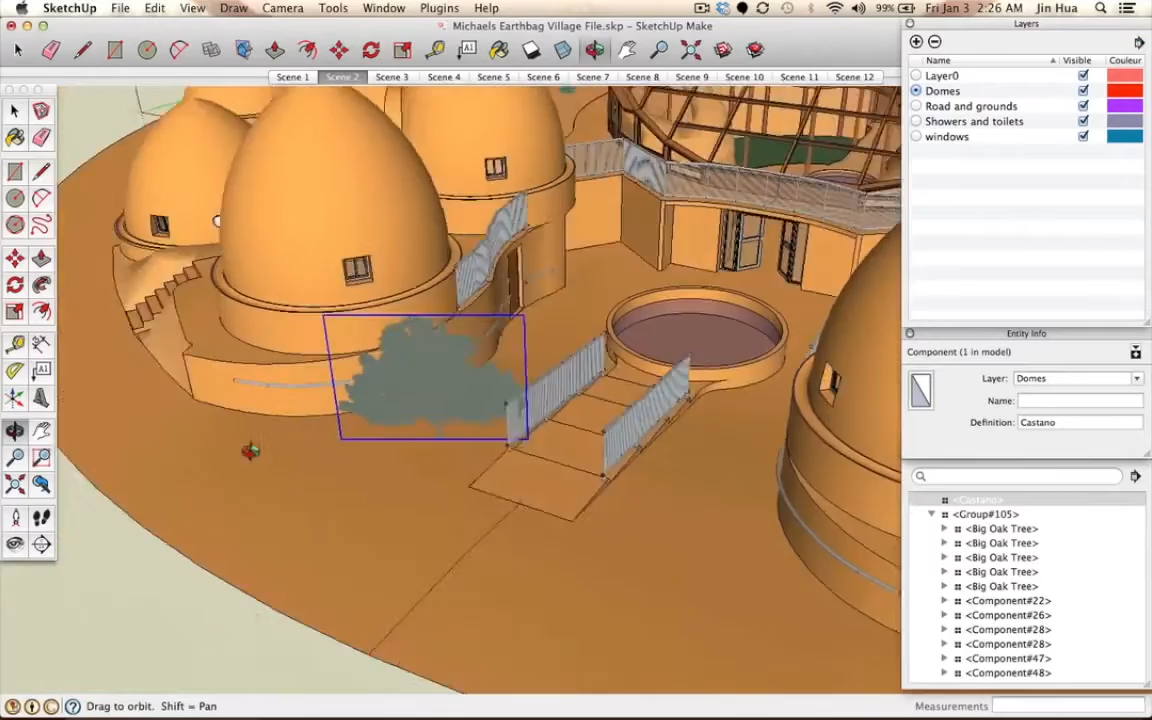 SketchUp File Edit View Draw Camera Tools Window Plugins Help 99% Fri Jan 3 2:26 AM Jin Hua
Michaels Earthbag Village File.skp - SketchUp Make
Layers
Scene 1 Scene 2 Scene 3 Scene 4 Scene 5 Scene 6 Scene 7 Scene 8 Scene 9 Scene 10 Scene 11 Scene 12
Name Visible Couleur
Layer0
Domes
Road and grounds
Showers and toilets
windows
Entity Info
Component (1 in model)
Layer: Domes
Name:
Definition: Castano
<Castano>
<Group#105>
<Big Oak Tree>
<Big Oak Tree>
<Big Oak Tree>
<Big Oak Tree>
<Big Oak Tree>
<Component#22>
<Component#26>
<Component#28>
<Component#28>
<Component#47>
<Component#48>
Drag to orbit. Shift = Pan
Measurements